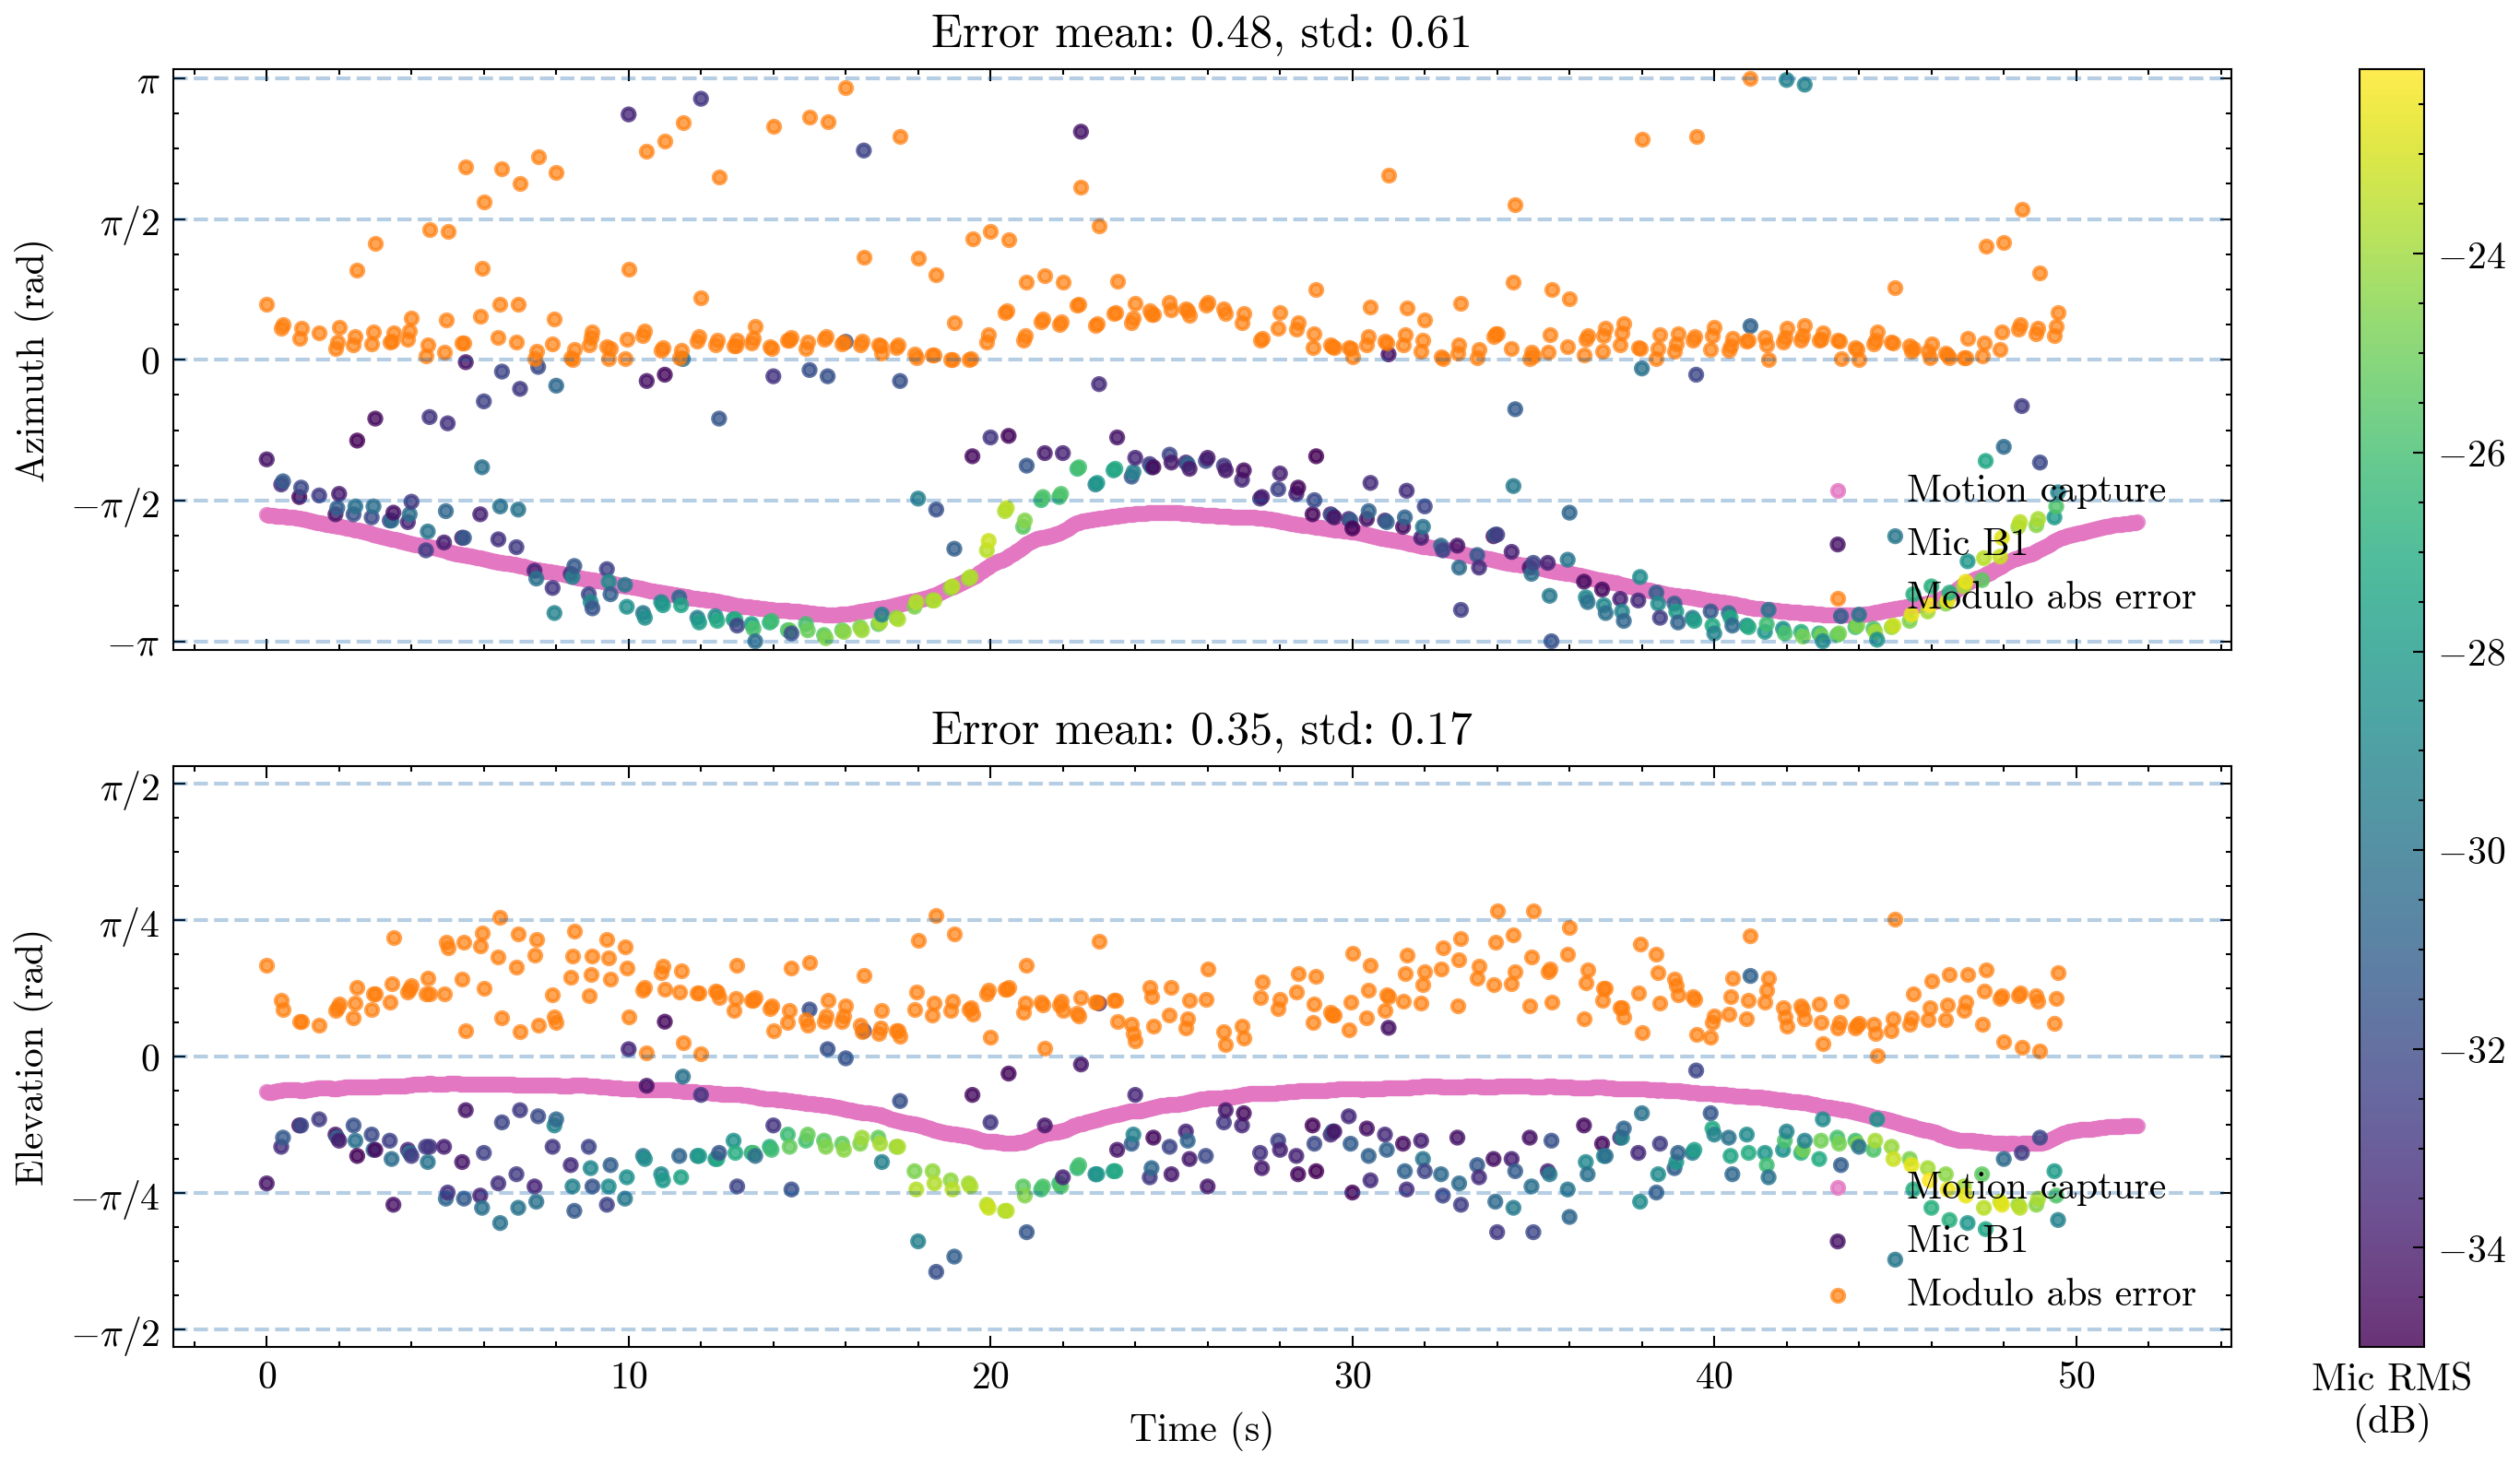 Error mean: 0.48, std: 0.61
π
π/2
0
−π/2
−π
Azimuth (rad)
Motion capture
Mic B1
Modulo abs error
Error mean: 0.35, std: 0.17
π/2
π/4
0
−π/4
−π/2
Elevation (rad)
Motion capture
Mic B1
Modulo abs error
0 10 20 30 40 50
Time (s)
−24
−26
−28
−30
−32
−34
Mic RMS
(dB)